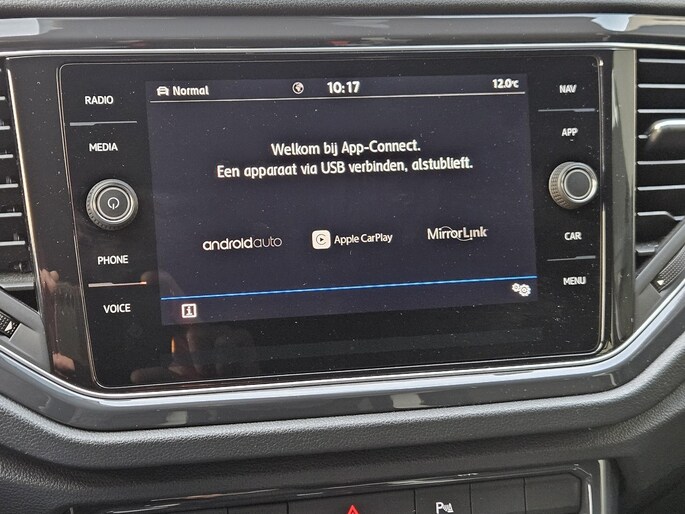 RADIO
MEDIA
PHONE
VOICE
Normal
10:17
12.0°C
Welkom bij App-Connect.
Een apparaat via USB verbinden, alstublieft.
androidauto
Apple CarPlay
MirrorLink
i
NAV
APP
CAR
MENU
P